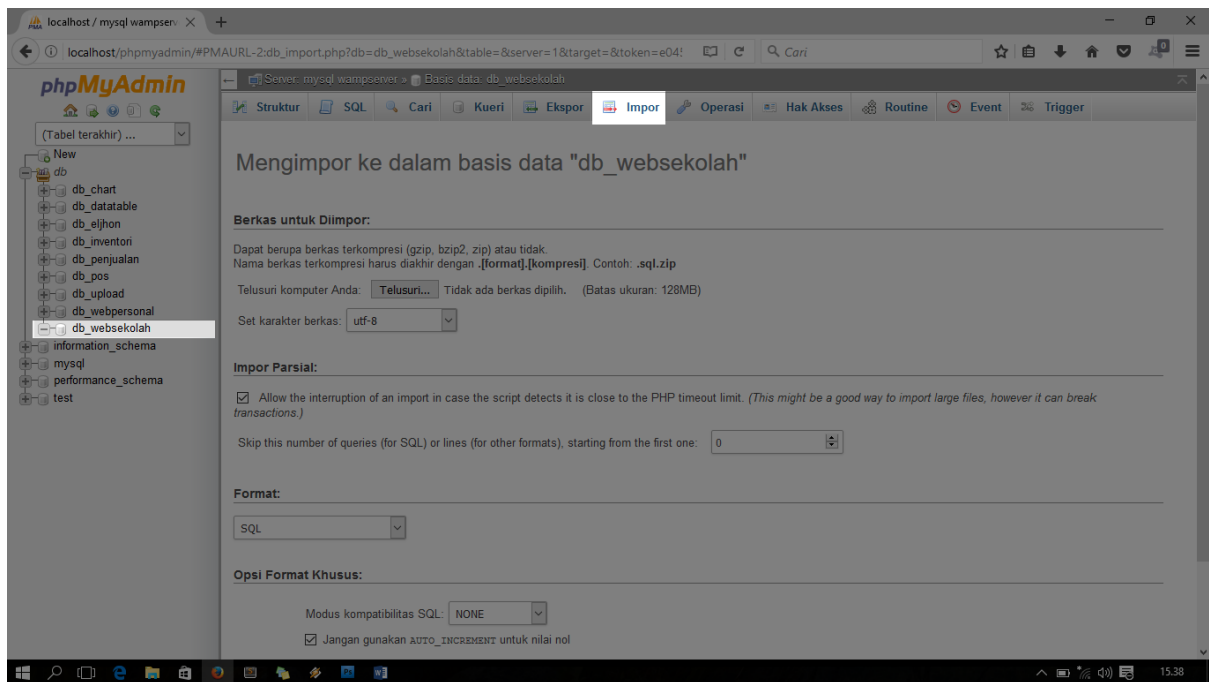 localhost / mysql wampserv
localhost/phpmyadmin/#PMAURL-2:db_import.php?db=db_websekolah&table=&server=1&target=&token=e04!
Cari
phpMyAdmin
(Tabel terakhir) ...
New
db
db_chart
db_datatable
db_eljhon
db_inventori
db_penjualan
db_pos
db_upload
db_webpersonal
db_websekolah
information_schema
mysql
performance_schema
test
Server: mysql wampserver » Basis data: db_websekolah
Struktur SQL Cari Kueri Ekspor Impor Operasi Hak Akses Routine Event Trigger
Mengimpor ke dalam basis data "db_websekolah"
Berkas untuk Diimpor:
Dapat berupa berkas terkompresi (gzip, bzip2, zip) atau tidak.
Nama berkas terkompresi harus diakhir dengan .[format].[kompresi]. Contoh: .sql.zip
Telusuri komputer Anda: Telusuri... Tidak ada berkas dipilih. (Batas ukuran: 128MB)
Set karakter berkas: utf-8
Impor Parsial:
Allow the interruption of an import in case the script detects it is close to the PHP timeout limit. (This might be a good way to import large files, however it can break
transactions.)
Skip this number of queries (for SQL) or lines (for other formats), starting from the first one: 0
Format:
SQL
Opsi Format Khusus:
Modus kompatibilitas SQL: NONE
Jangan gunakan AUTO_INCREMENT untuk nilai nol
15.38